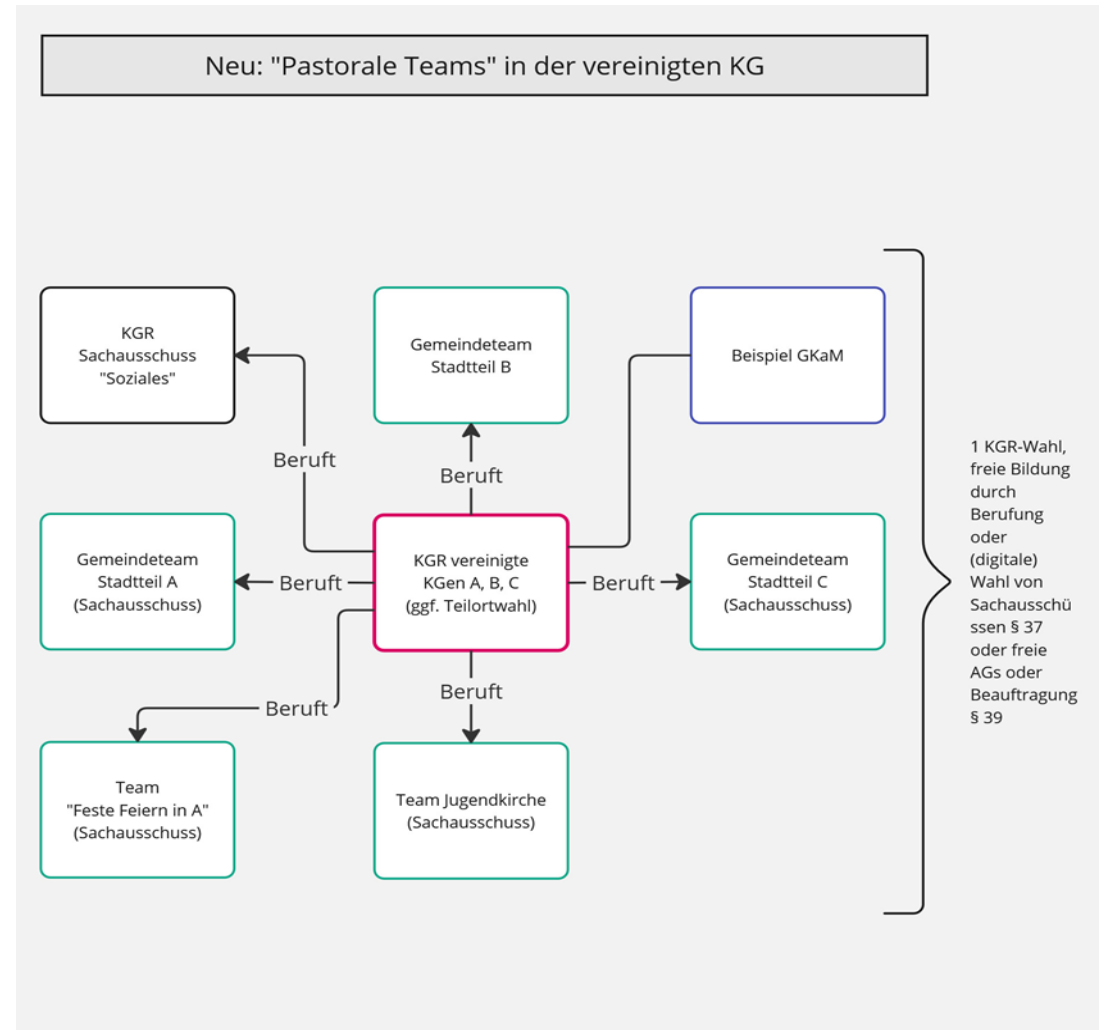 Neu: "Pastorale Teams" in der vereinigten KG
KGR
Sachausschuss
"Soziales"
Gemeindeteam
Stadtteil B
Beispiel GKaM
Beruft
Beruft
Gemeindeteam
Stadtteil A
(Sachausschuss)
Beruft
KGR vereinigte
KGen A, B, C
(ggf. Teilortwahl)
Beruft
Gemeindeteam
Stadtteil C
(Sachausschuss)
Beruft
Beruft
Team
"Feste Feiern in A"
(Sachausschuss)
Team Jugendkirche
(Sachausschuss)
1 KGR-Wahl,
freie Bildung
durch
Berufung
oder
(digitale)
Wahl von
Sachausschü
ssen § 37
oder freie
AGs oder
Beauftragung
§ 39